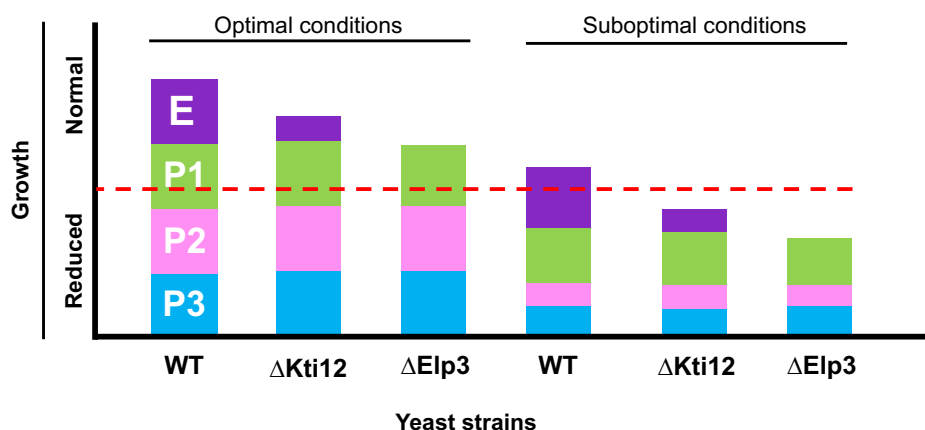 Optimal conditions
Suboptimal conditions
Growth
Normal
Reduced
E
P1
P2
P3
WT
ΔKti12
ΔElp3
WT
ΔKti12
ΔElp3
Yeast strains